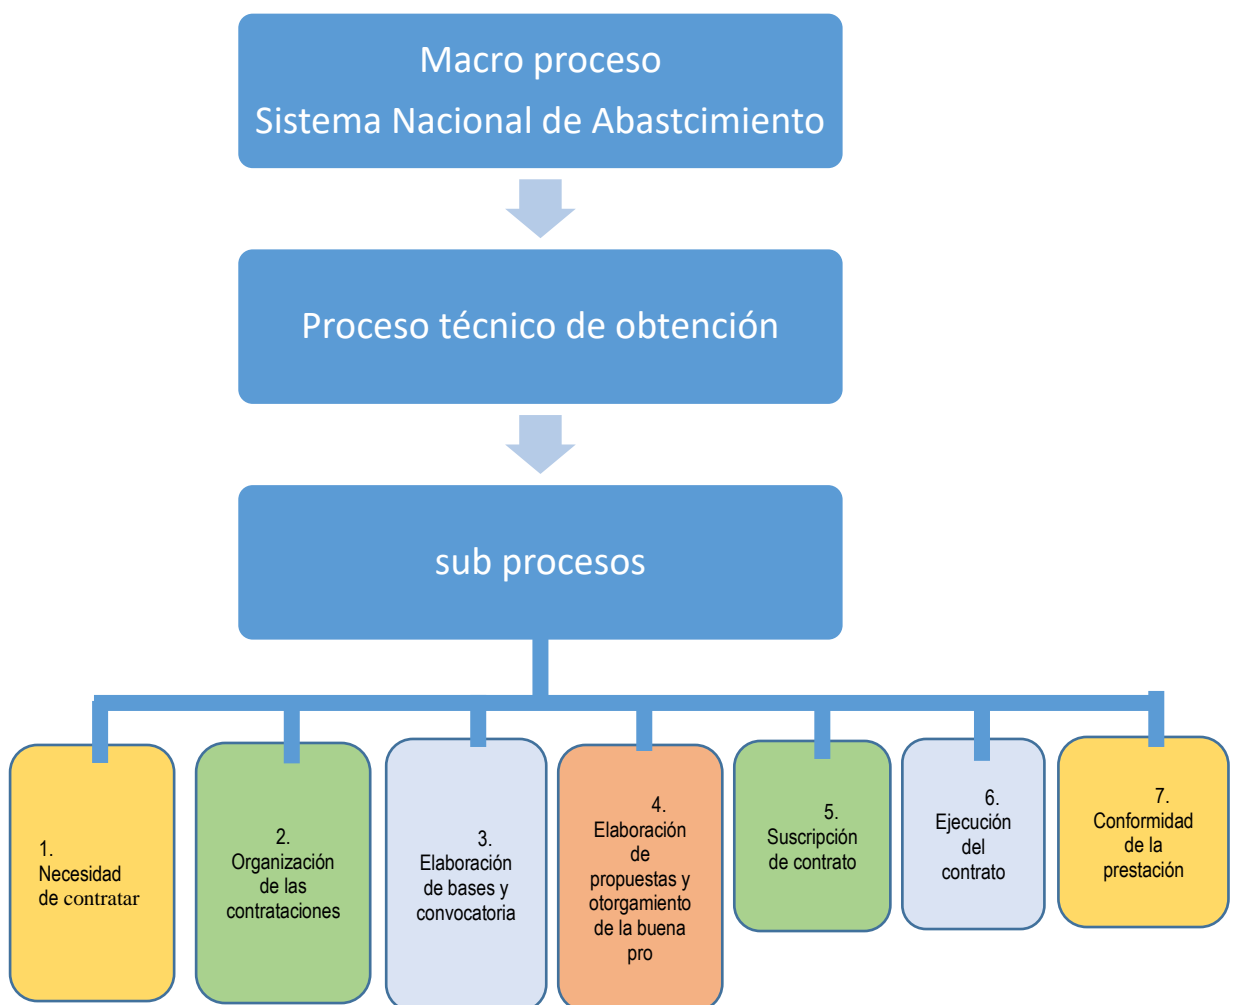 Macro proceso
Sistema Nacional de Abastcimiento
Proceso técnico de obtención
sub procesos
1.
Necesidad
de contratar
2.
Organización
de las
contrataciones
3.
Elaboración
de bases y
convocatoria
4.
Elaboración
de
propuestas y
otorgamiento
de la buena
pro
5.
Suscripción
de contrato
6.
Ejecución
del
contrato
7.
Conformidad
de la
prestación